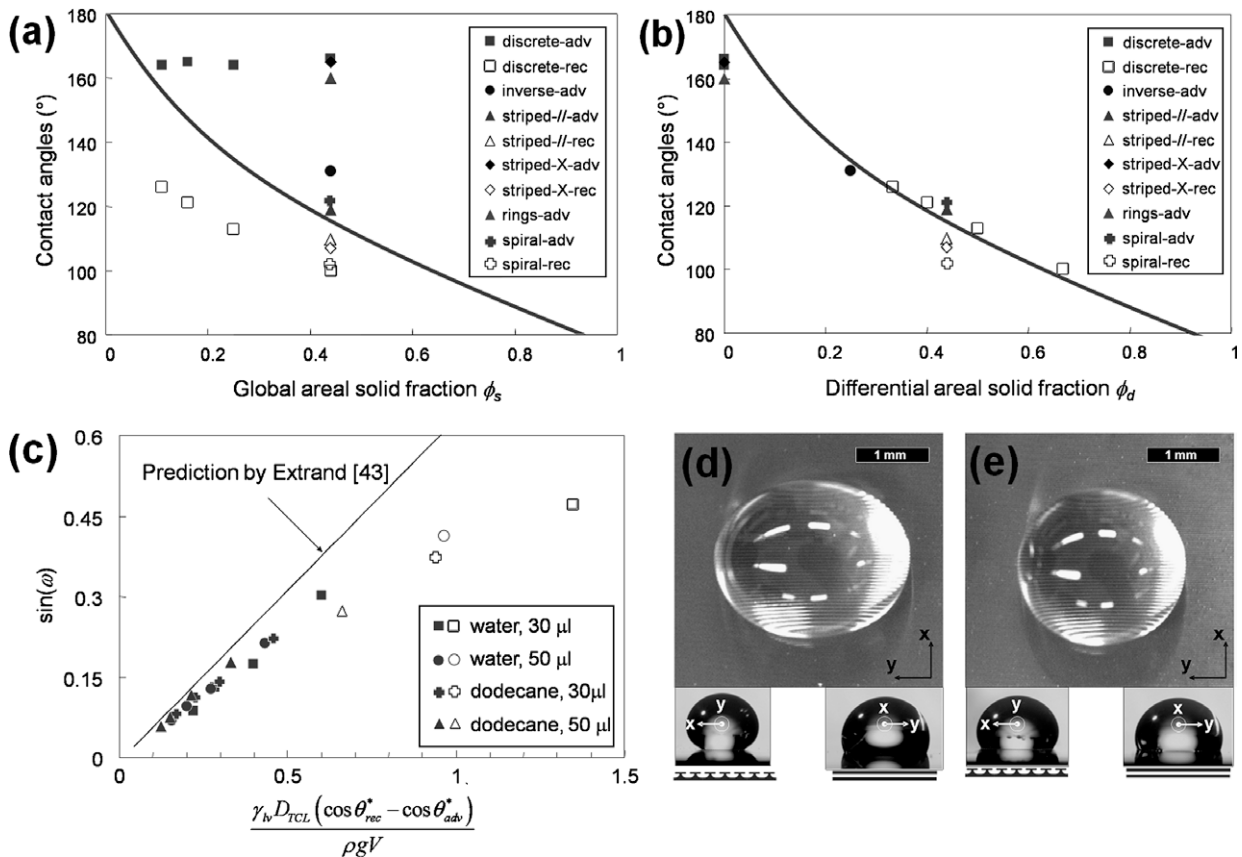 (a)
180
160
140
120
100
80
0
0.2
0.4
0.6
0.8
1
Contact angles (°)
Global areal solid fraction ϕs
discrete-adv
discrete-rec
inverse-adv
striped-//-adv
striped-//-rec
striped-X-adv
striped-X-rec
rings-adv
spiral-adv
spiral-rec
(b)
180
160
140
120
100
80
0
0.2
0.4
0.6
0.8
1
Contact angles (°)
Differential areal solid fraction ϕd
discrete-adv
discrete-rec
inverse-adv
striped-//-adv
striped-//-rec
striped-X-adv
striped-X-rec
rings-adv
spiral-adv
spiral-rec
(c)
0.6
0.45
0.3
0.15
0
0
0.5
1
1.5
sin(ω)
Prediction by Extrand [43]
water, 30 μl
water, 50 μl
dodecane, 30μl
dodecane, 50 μl
γlv DTCL (cos θ*rec − cos θ*adv)
ρgV
(d)
1 mm
x
y
y
x
x
y
(e)
1 mm
x
y
y
x
x
y